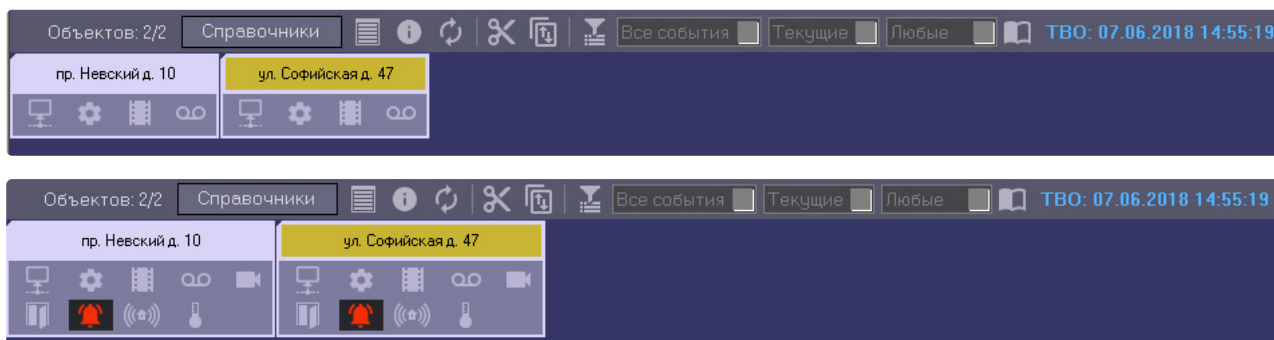 Объектов: 2/2 Справочники Все события Текущие Любые ТВО: 07.06.2018 14:55:19
пр. Невский д. 10 ул. Софийская д. 47
Объектов: 2/2 Справочники Все события Текущие Любые ТВО: 07.06.2018 14:55:19
пр. Невский д. 10 ул. Софийская д. 47